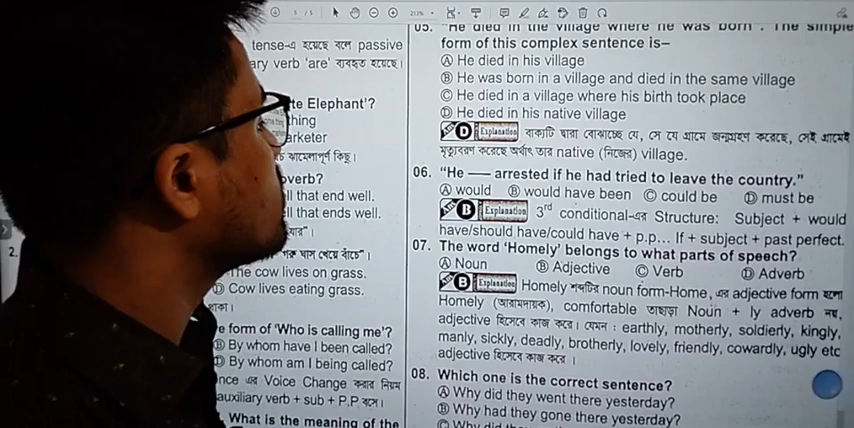 tense-এ হয়েছে বলে passive
ary verb 'are' ব্যবহৃত হয়েছে।
te Elephant'?
thing
arketer
ঝামেলাপূর্ণ কিছু।
overb?
ll that end well.
ll that ends well.
গরু ঘাস খেয়ে বাঁচে"।
The cow lives on grass.
Ⓓ Cow lives eating grass.
থাকা।
e form of 'Who is calling me'?
Ⓑ By whom have I been called?
Ⓓ By whom am I being called?
nce এর Voice Change করার নিয়ম
auxiliary verb + sub + P.P বসে।
What is the meaning of the
2.
05. "He died in the village where he was born". The simple
form of this complex sentence is–
Ⓐ He died in his village
Ⓑ He was born in a village and died in the same village
Ⓒ He died in a village where his birth took place
Ⓓ He died in his native village
D Explanation বাক্যটি দ্বারা বোঝাচ্ছে যে, সে যে গ্রামে জন্মগ্রহণ করেছে, সেই গ্রামেই
মৃত্যুবরণ করেছে অর্থাৎ তার native (নিজের) village.
06. "He —— arrested if he had tried to leave the country."
Ⓐ would Ⓑ would have been Ⓒ could be Ⓓ must be
B Explanation 3rd conditional-এর Structure: Subject + would
have/should have/could have + p.p... If + subject + past perfect.
07. The word 'Homely' belongs to what parts of speech?
Ⓐ Noun Ⓑ Adjective Ⓒ Verb Ⓓ Adverb
B Explanation Homely শব্দটির noun form-Home, এর adjective form হলো
Homely (আরামদায়ক), comfortable তাছাড়া Noun + ly adverb নয়,
adjective হিসেবে কাজ করে। যেমন : earthly, motherly, soldierly, kingly,
manly, sickly, deadly, brotherly, lovely, friendly, cowardly, ugly etc
adjective হিসেবে কাজ করে ।
08. Which one is the correct sentence?
Ⓐ Why did they went there yesterday?
Ⓑ Why had they gone there yesterday?
Ⓒ Why did